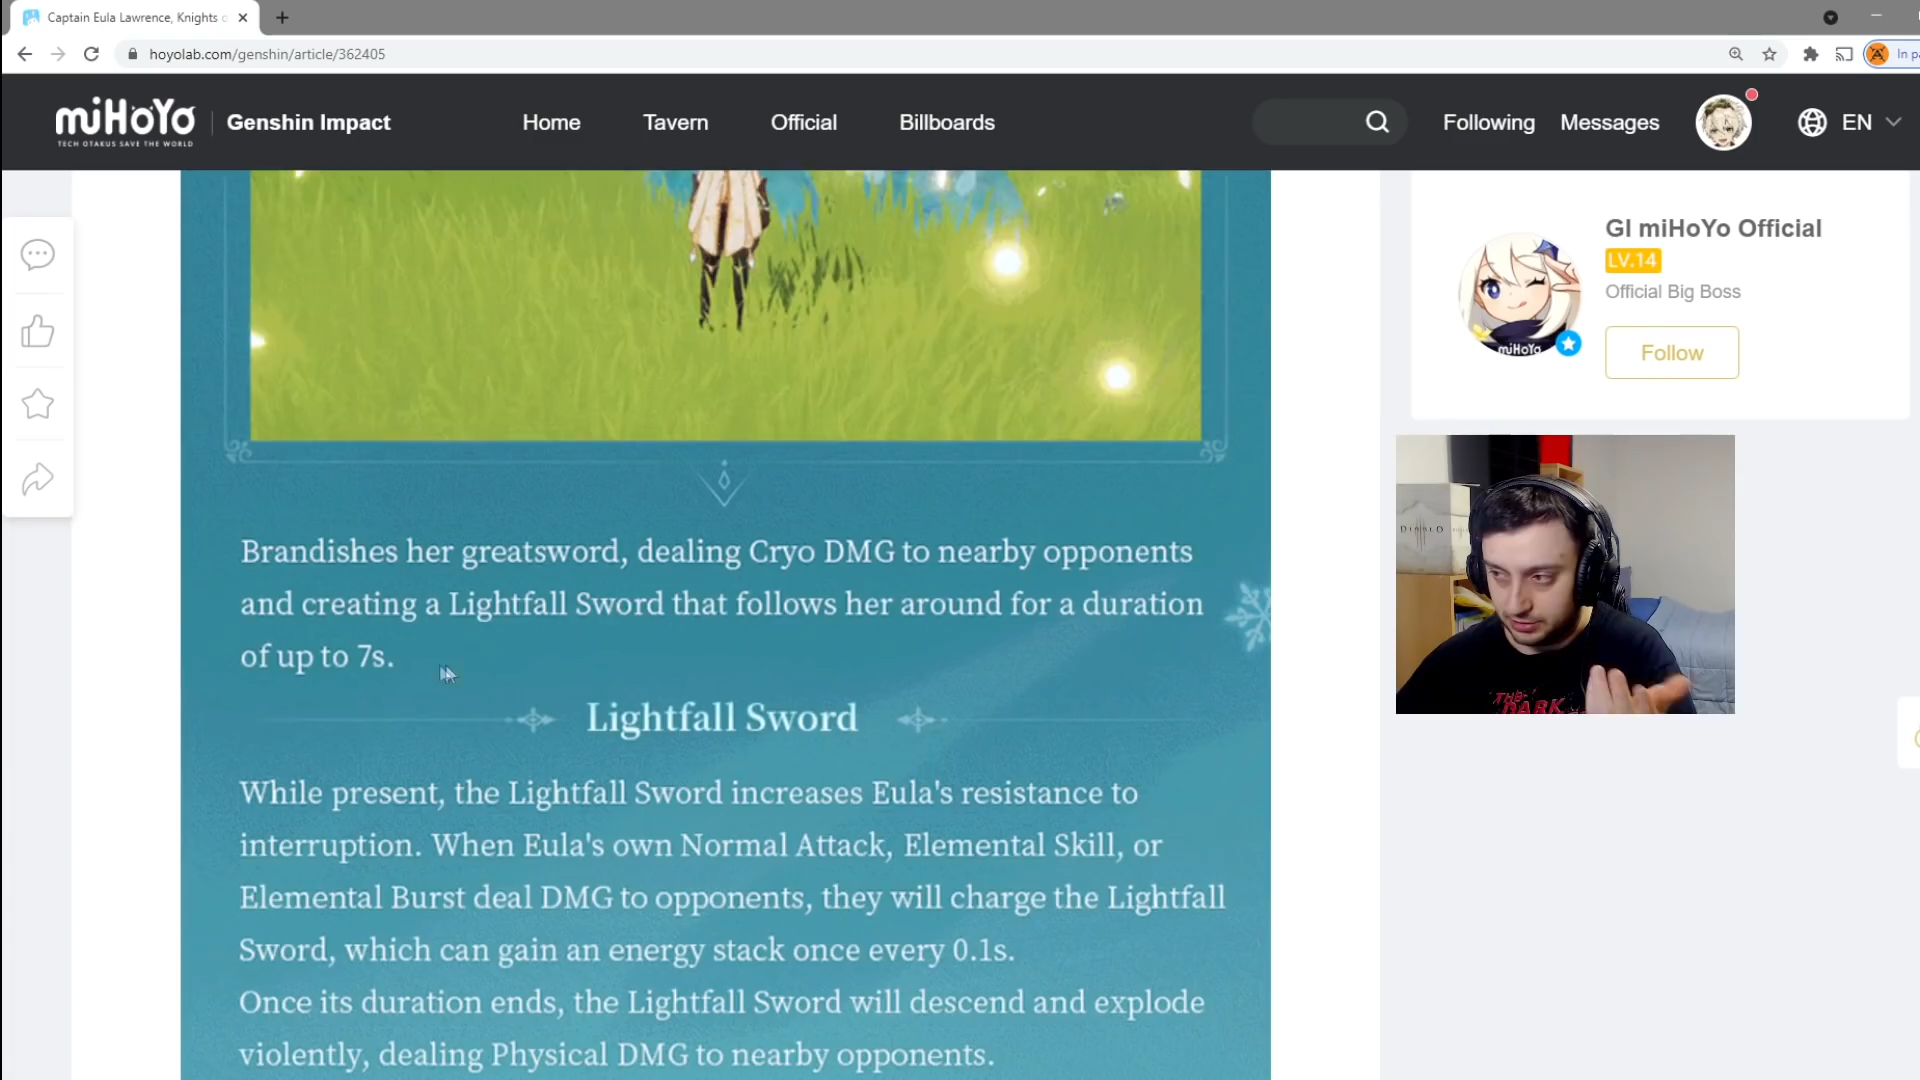 Captain Eula Lawrence, Knights o
hoyolab.com/genshin/article/362405
In pa
miHoYo
TECH OTAKUS SAVE THE WORLD
Genshin Impact
Home
Tavern
Official
Billboards
Following
Messages
EN
GI miHoYo Official
LV.14
Official Big Boss
miHoYo
Follow
DIABLO
THE
DARK
Brandishes her greatsword, dealing Cryo DMG to nearby opponents
and creating a Lightfall Sword that follows her around for a duration
of up to 7s.
Lightfall Sword
While present, the Lightfall Sword increases Eula's resistance to
interruption. When Eula's own Normal Attack, Elemental Skill, or
Elemental Burst deal DMG to opponents, they will charge the Lightfall
Sword, which can gain an energy stack once every 0.1s.
Once its duration ends, the Lightfall Sword will descend and explode
violently, dealing Physical DMG to nearby opponents.